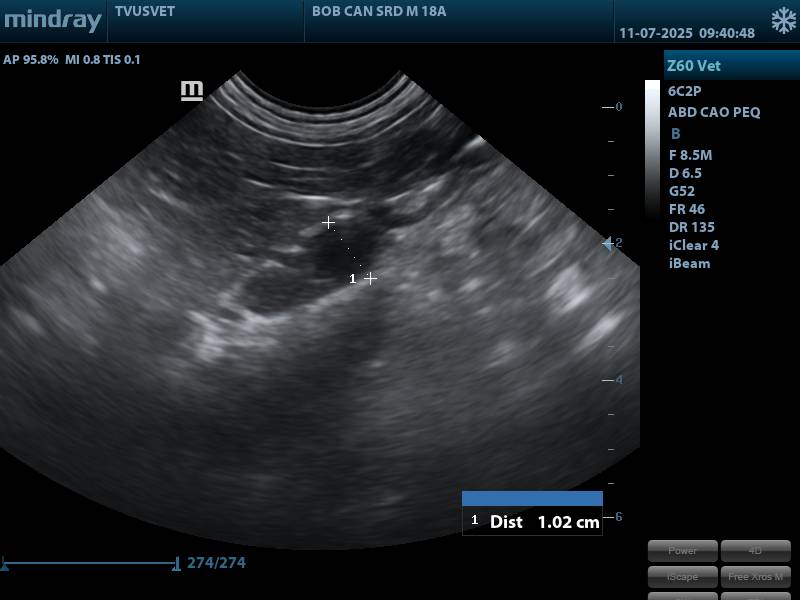 mindray
TVUSVET
BOB CAN SRD M 18A
11-07-2025 09:40:48
AP 95.8% MI 0.8 TIS 0.1
m
Z60 Vet
6C2P
ABD CAO PEQ
B
F 8.5M
D 6.5
G52
FR 46
DR 135
iClear 4
iBeam
0
2
4
6
1
1 Dist 1.02 cm
274/274
Power
4D
iScape
Free Xros M